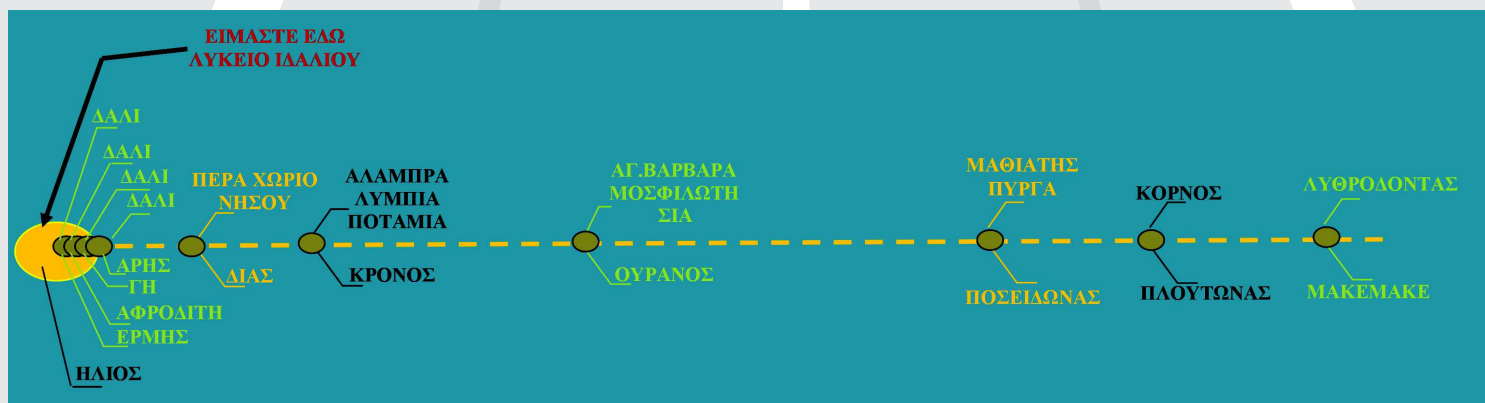 ΕΙΜΑΣΤΕ ΕΔΩ
ΛΥΚΕΙΟ ΙΔΑΛΙΟΥ
ΔΑΛΙ
ΔΑΛΙ
ΔΑΛΙ
ΔΑΛΙ
ΠΕΡΑ ΧΩΡΙΟ
ΝΗΣΟΥ
ΑΛΑΜΠΡΑ
ΛΥΜΠΙΑ
ΠΟΤΑΜΙΑ
ΑΓ.ΒΑΡΒΑΡΑ
ΜΟΣΦΙΛΩΤΗ
ΣΙΑ
ΜΑΘΙΑΤΗΣ
ΠΥΡΓΑ
ΚΟΡΝΟΣ
ΛΥΘΡΟΔΟΝΤΑΣ
ΑΡΗΣ
ΓΗ
ΑΦΡΟΔΙΤΗ
ΕΡΜΗΣ
ΗΛΙΟΣ
ΔΙΑΣ
ΚΡΟΝΟΣ
ΟΥΡΑΝΟΣ
ΠΟΣΕΙΔΩΝΑΣ
ΠΛΟΥΤΩΝΑΣ
ΜΑΚΕΜΑΚΕ